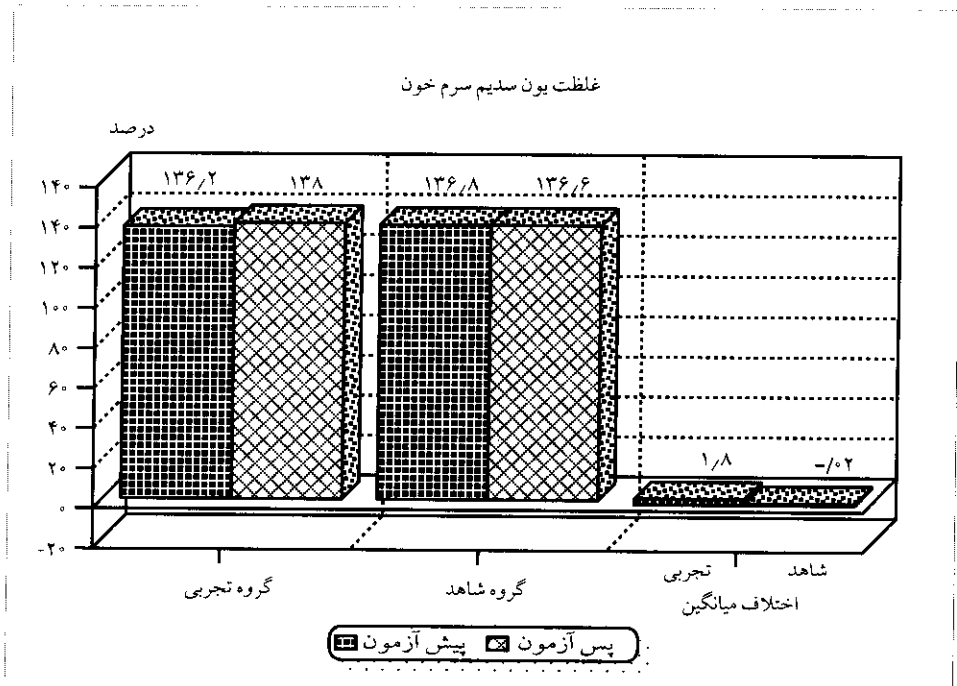 غلظت یون سدیم سرم خون
درصد
۱۳۶٫۲ ۱۳۸ ۱۳۶٫۸ ۱۳۶٫۶
۱۴۰
۱۴۰
۱۲۰
۱۰۰
۸۰
۶۰
۴۰
۲۰
۰
-۲۰
۱٫۸ -/۰۲
گروه تجربی
گروه شاهد
تجربی شاهد
اختلاف میانگین
پیش آزمون پس آزمون